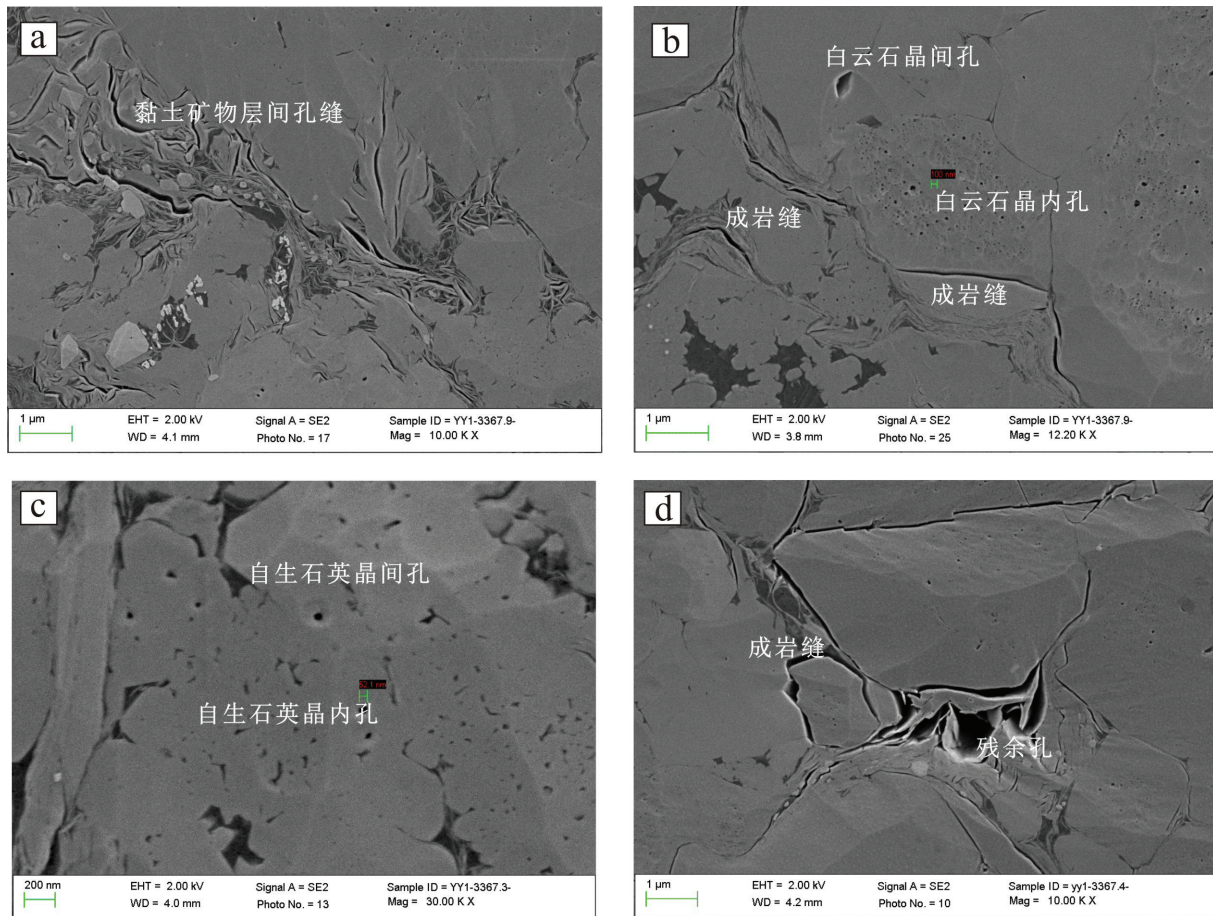 a
黏土矿物层间孔缝
1 μm
EHT = 2.00 kV
WD = 4.1 mm
Signal A = SE2
Photo No. = 17
Sample ID = YY1-3367.9-
Mag = 10.00 K X
b
白云石晶间孔
100 nm
白云石晶内孔
成岩缝
成岩缝
1 μm
EHT = 2.00 kV
WD = 3.8 mm
Signal A = SE2
Photo No. = 25
Sample ID = YY1-3367.9-
Mag = 12.20 K X
c
自生石英晶间孔
62.1 nm
自生石英晶内孔
200 nm
EHT = 2.00 kV
WD = 4.0 mm
Signal A = SE2
Photo No. = 13
Sample ID = YY1-3367.3-
Mag = 30.00 K X
d
成岩缝
残余孔
1 μm
EHT = 2.00 kV
WD = 4.2 mm
Signal A = SE2
Photo No. = 10
Sample ID = yy1-3367.4-
Mag = 10.00 K X